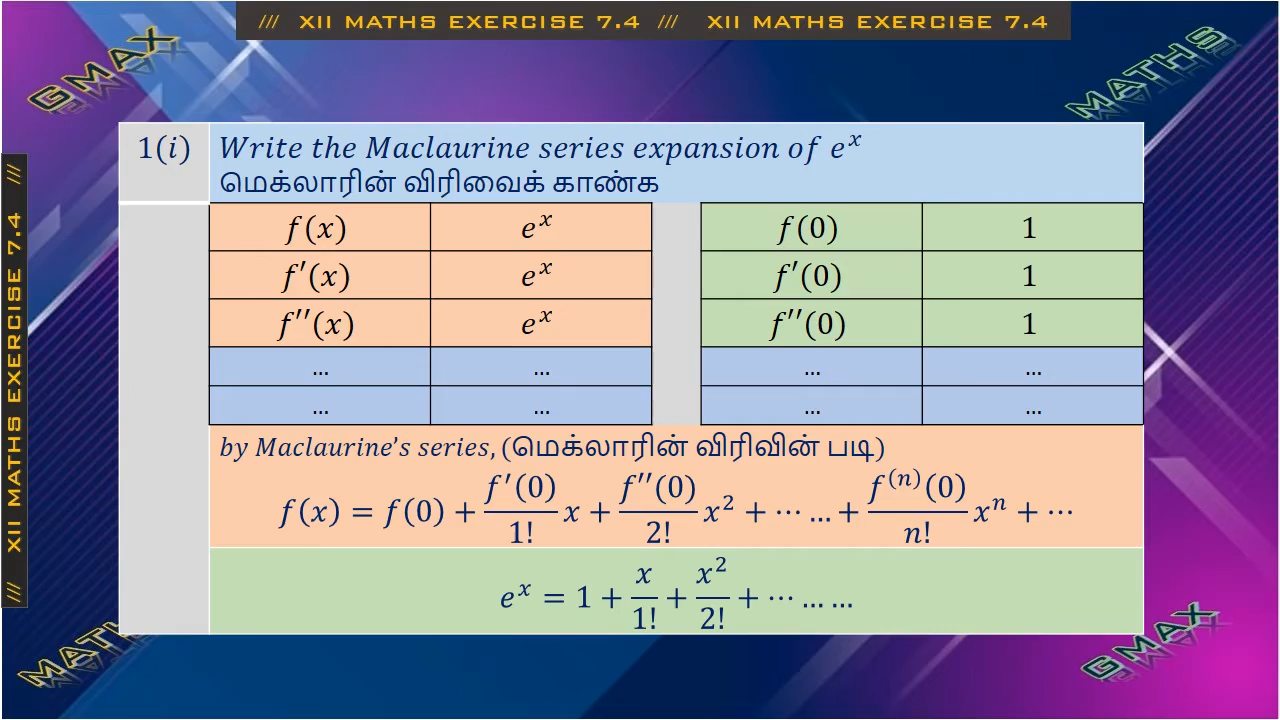 /// XII MATHS EXERCISE 7.4 /// XII MATHS EXERCISE 7.4
GMAX
MATHS
/// XII MATHS EXERCISE 7.4 ///
1(i) Write the Maclaurine series expansion of e^x
மெக்லாரின் விரிவைக் காண்க
f(x) e^x f(0) 1
f′(x) e^x f′(0) 1
f′′(x) e^x f′′(0) 1
... ... ... ...
... ... ... ...
by Maclaurine’s series, (மெக்லாரின் விரிவின் படி)
f(x) = f(0) + f′(0)/1! x + f′′(0)/2! x^2 + ⋯ … + f^(n)(0)/n! x^n + ⋯
e^x = 1 + x/1! + x^2/2! + ⋯ … …
MATH
GMAX